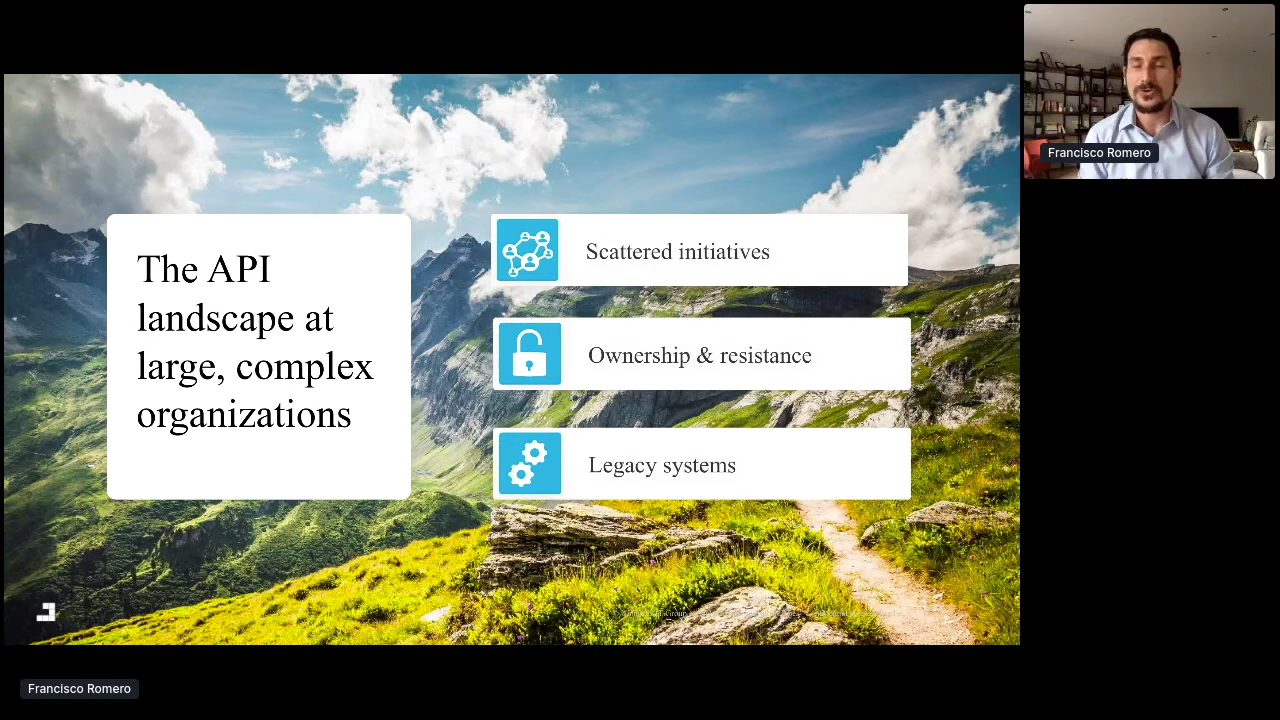 Francisco Romero
The API
landscape at
large, complex
organizations
Scattered initiatives
Ownership & resistance
Legacy systems
Francisco Romero